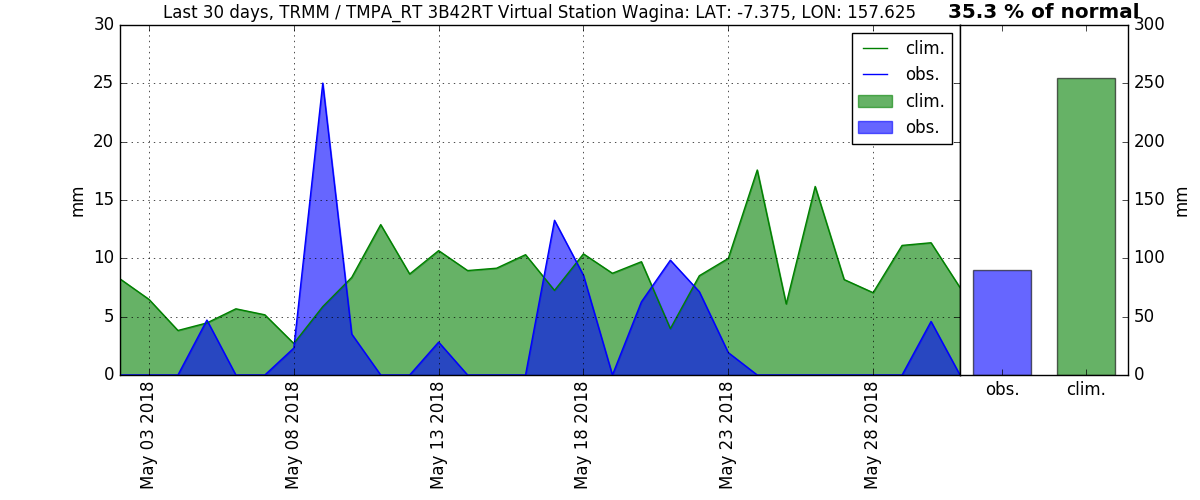 Last 30 days, TRMM / TMPA_RT 3B42RT Virtual Station Wagina: LAT: -7.375, LON: 157.625
35.3 % of normal
30
25
20
15
10
5
0
mm
clim.
obs.
clim.
obs.
May 03 2018
May 08 2018
May 13 2018
May 18 2018
May 23 2018
May 28 2018
300
250
200
150
100
50
0
mm
obs.
clim.